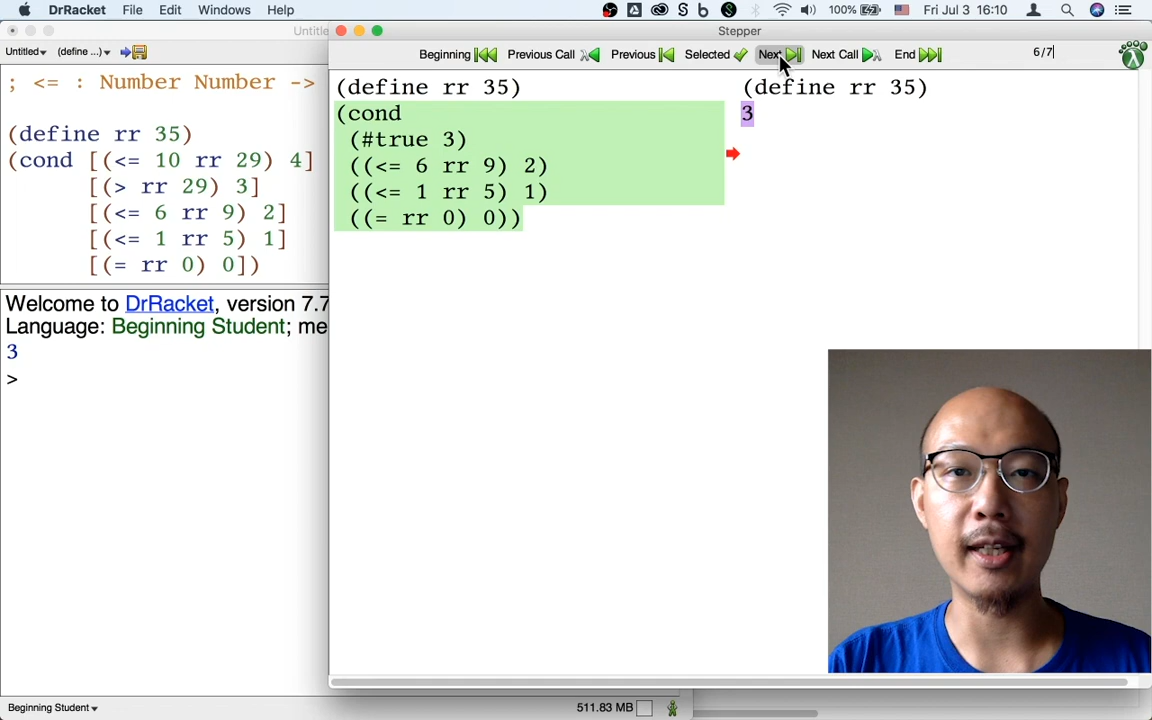 DrRacket File Edit Windows Help 100% Fri Jul 3 16:10
Untitle
Stepper
Untitled (define ...)
Beginning Previous Call Previous Selected Next Next Call End 6/7
; <= : Number Number ->
(define rr 35)
(cond [(<= 10 rr 29) 4]
[(> rr 29) 3]
[(<= 6 rr 9) 2]
[(<= 1 rr 5) 1]
[(= rr 0) 0])
Welcome to DrRacket, version 7.7
Language: Beginning Student; me
3
>
(define rr 35)
(cond
(#true 3)
((<= 6 rr 9) 2)
((<= 1 rr 5) 1)
((= rr 0) 0))
(define rr 35)
3
Beginning Student
511.83 MB